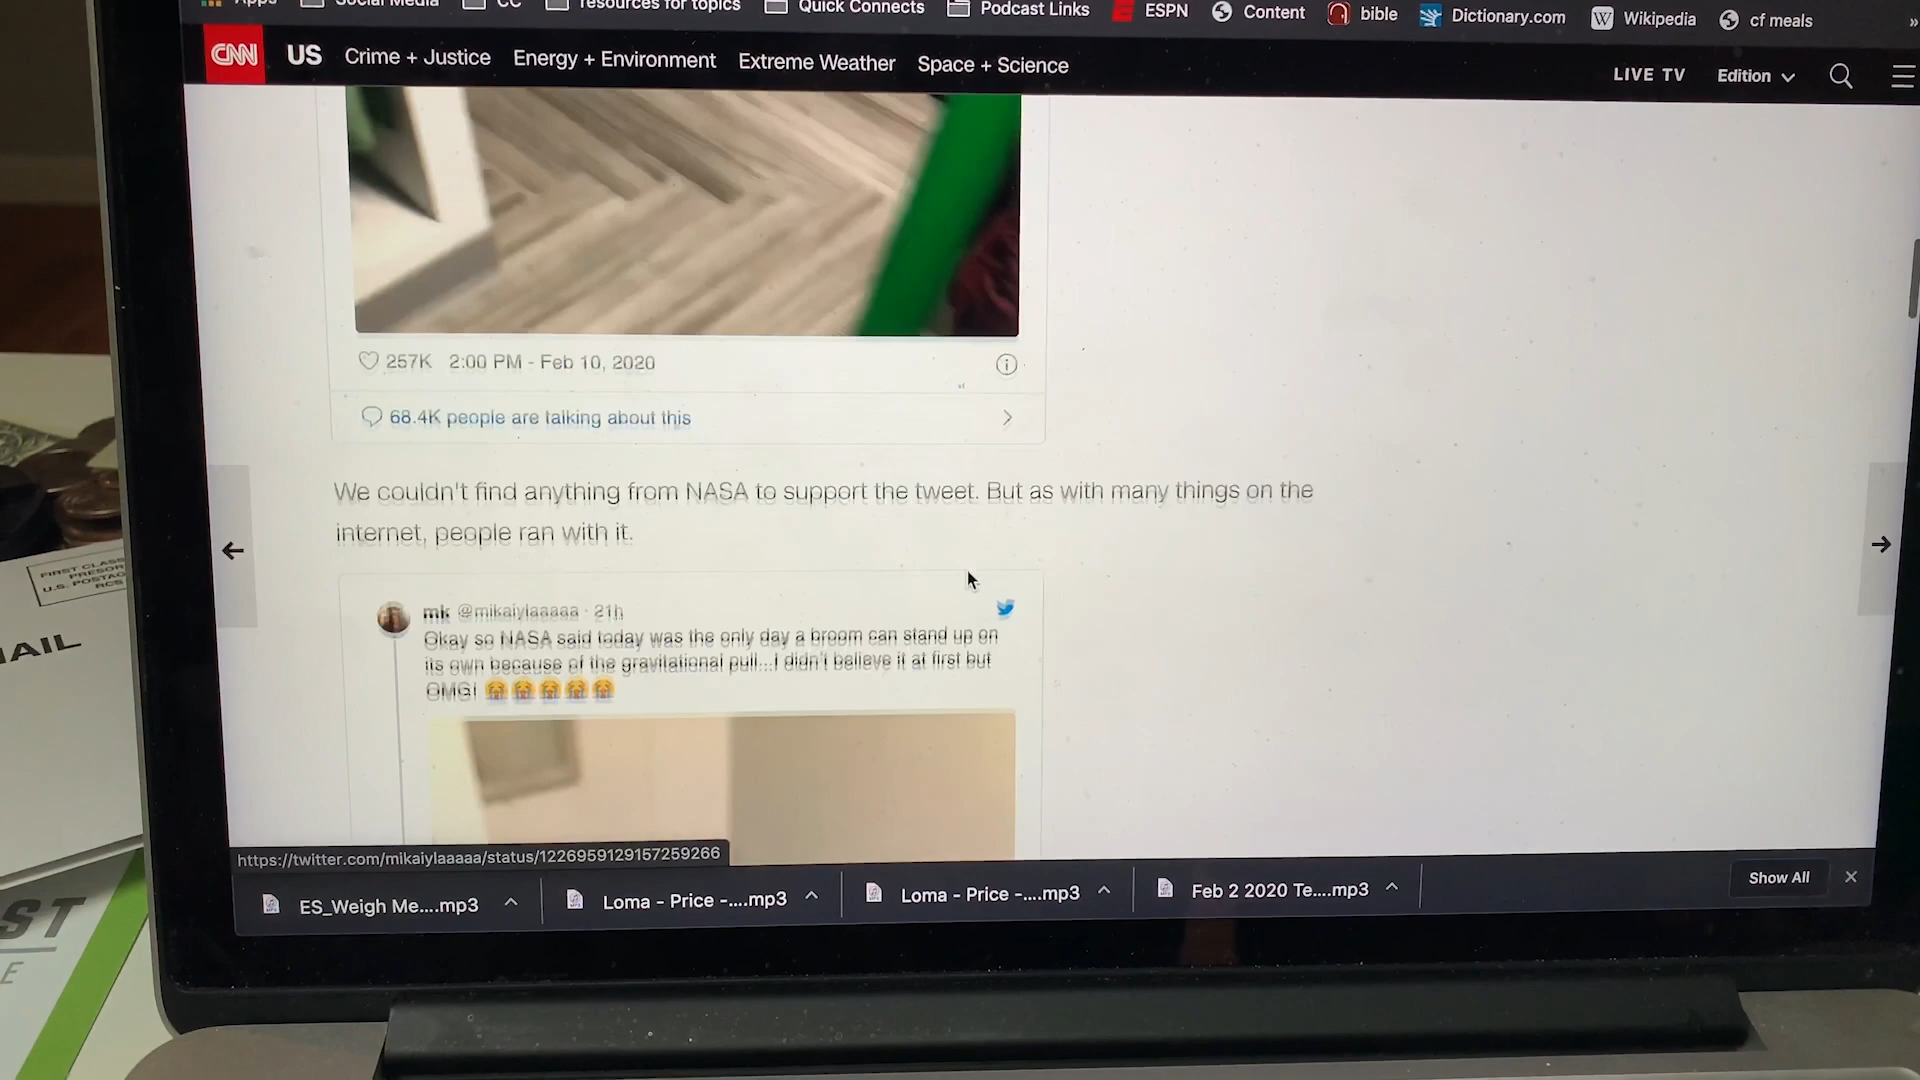 Apps Social Media CC resources for topics Quick Connects Podcast Links ESPN Content bible Dictionary.com Wikipedia cf meals »
CNN US Crime + Justice Energy + Environment Extreme Weather Space + Science LIVE TV Edition
257K 2:00 PM - Feb 10, 2020
68.4K people are talking about this
We couldn't find anything from NASA to support the tweet. But as with many things on the
internet, people ran with it.
mk @mikaiylaaaaa · 21h
Okay so NASA said today was the only day a broom can stand up on
its own because of the gravitational pull...I didn't believe it at first but
OMG! 😭😭😭😭😭
https://twitter.com/mikaiylaaaaa/status/1226959129157259266
ES_Weigh Me....mp3 Loma - Price -....mp3 Loma - Price -....mp3 Feb 2 2020 Te....mp3 Show All
FIRST CLASS
PRESOR
U.S. POSTAG
RCS
AIL
ST
E